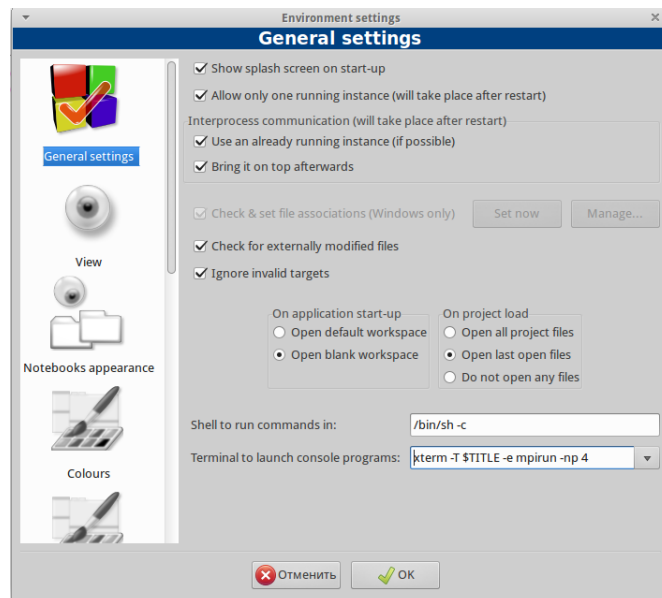 Environment settings
General settings
General settings
View
Notebooks appearance
Colours
Show splash screen on start-up
Allow only one running instance (will take place after restart)
Interprocess communication (will take place after restart)
Use an already running instance (if possible)
Bring it on top afterwards
Check & set file associations (Windows only)
Set now
Manage...
Check for externally modified files
Ignore invalid targets
On application start-up
Open default workspace
Open blank workspace
On project load
Open all project files
Open last open files
Do not open any files
Shell to run commands in:
/bin/sh -c
Terminal to launch console programs:
xterm -T $TITLE -e mpirun -np 4
Отменить
OK